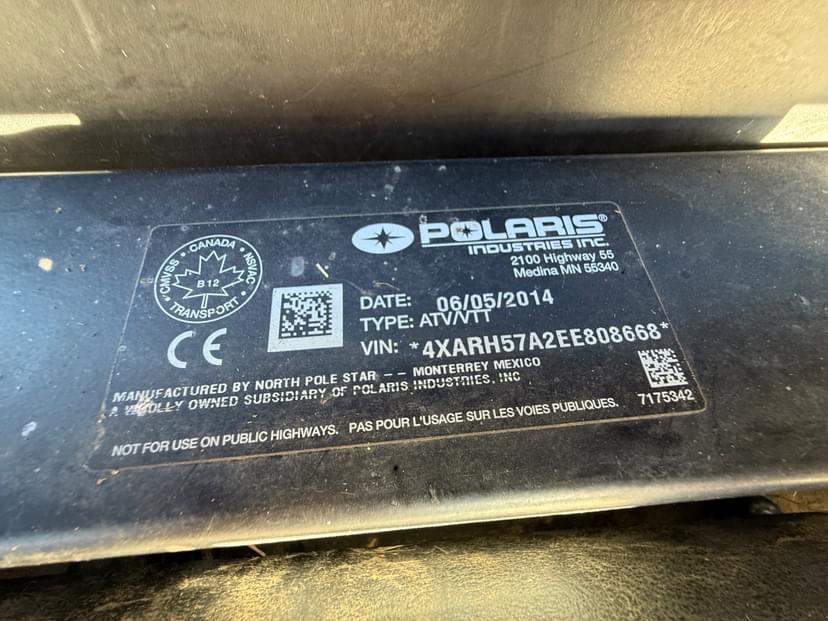 POLARIS®
INDUSTRIES INC.
2100 Highway 55
Medina MN 55340
CMVSS • CANADA • NSVAC • TRANSPORT •
B12
CE
DATE: 06/05/2014
TYPE: ATV/VTT
VIN: *4XARH57A2EE808668*
MANUFACTURED BY NORTH POLE STAR -- MONTERREY MEXICO
A WHOLLY OWNED SUBSIDIARY OF POLARIS INDUSTRIES, INC
7175342
NOT FOR USE ON PUBLIC HIGHWAYS. PAS POUR L'USAGE SUR LES VOIES PUBLIQUES.